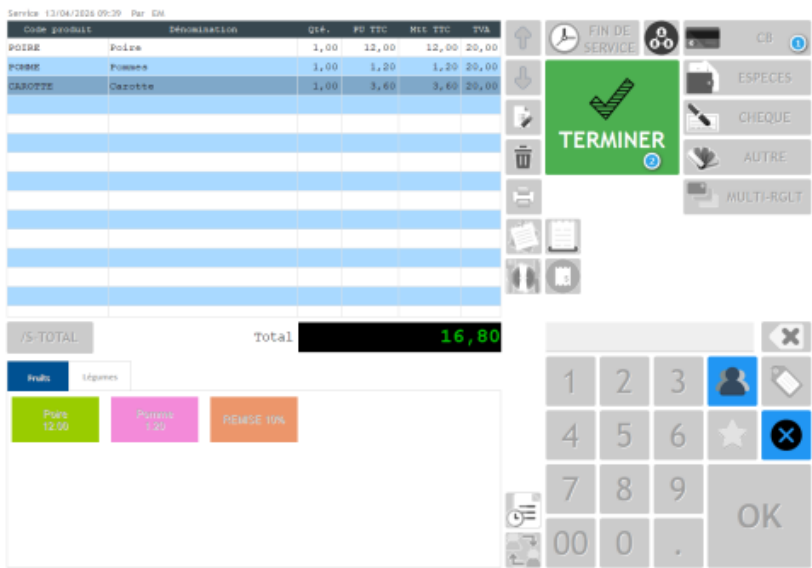 Service 13/04/2026 09:39 Par EM
Code produit Dénomination Qté. PU TTC Mtt TTC TVA
POIRE Poire 1,00 12,00 12,00 20,00
POMME Pommes 1,00 1,20 1,20 20,00
CAROTTE Carotte 1,00 3,60 3,60 20,00
/S-TOTAL Total 16,80
Fruits Légumes
Poire
12.00
Pomme
1.20
REMISE 10%
FIN DE
SERVICE
CB 1
ESPECES
TERMINER
2
CHEQUE
AUTRE
MULTI-RGLT
1 2 3
4 5 6
7 8 9
00 0 .
OK